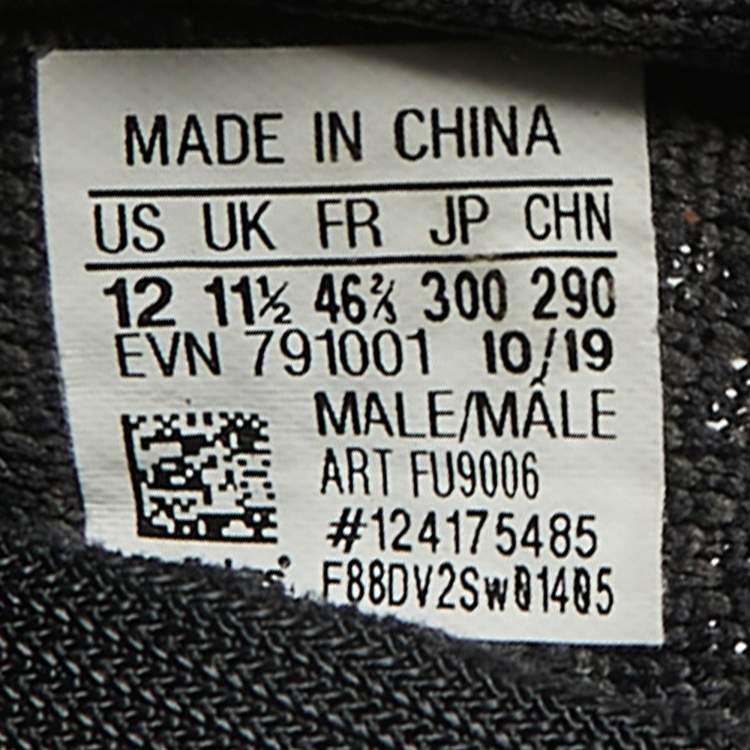 MADE IN CHINA
US UK FR JP CHN
12 11½ 46⅔ 300 290
EVN 791001 10/19
MALE/MÂLE
ART FU9006
#124175485
F88DV2Sw01405